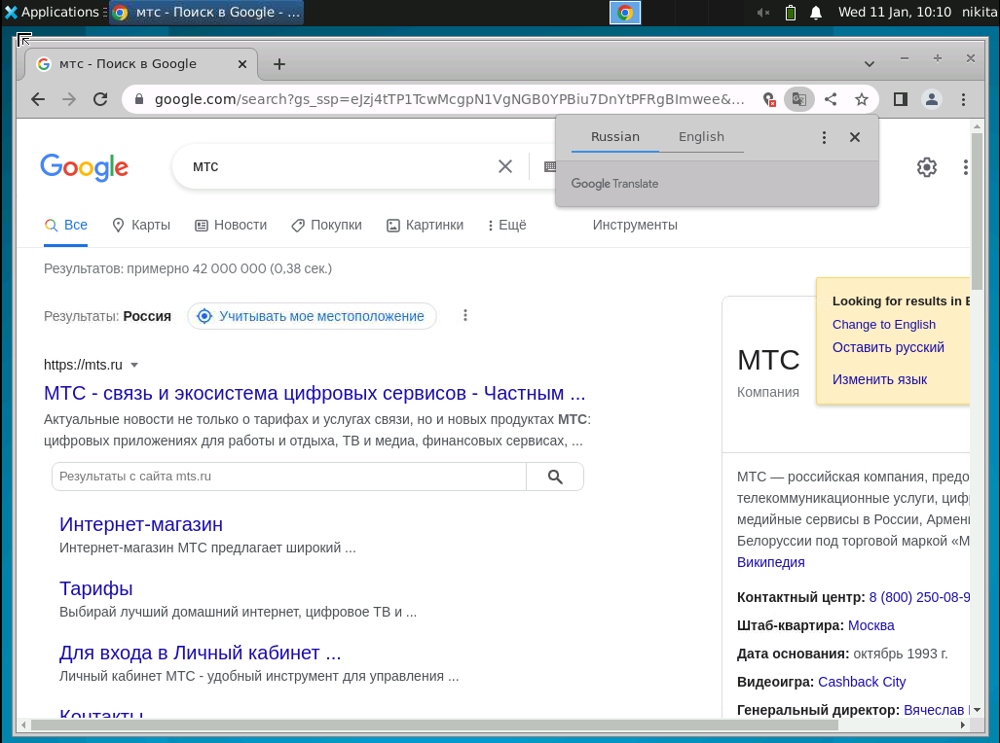 Applications
мтс - Поиск в Google - ...
Wed 11 Jan, 10:10
nikita
мтс - Поиск в Google
google.com/search?gs_ssp=eJzj4tTP1TcwMcgpN1VgNGB0YPBiu7DnYtPFRgBImwee&...
Russian
English
Google Translate
Google
мтс
Все
Карты
Новости
Покупки
Картинки
Ещё
Инструменты
Результатов: примерно 42 000 000 (0,38 сек.)
Результаты: Россия
Учитывать мое местоположение
https://mts.ru
МТС - связь и экосистема цифровых сервисов - Частным ...
Актуальные новости не только о тарифах и услугах связи, но и новых продуктах МТС:
цифровых приложениях для работы и отдыха, ТВ и медиа, финансовых сервисах, ...
Результаты с сайта mts.ru
Интернет-магазин
Интернет-магазин МТС предлагает широкий ...
Тарифы
Выбирай лучший домашний интернет, цифровое ТВ и ...
Для входа в Личный кабинет ...
Личный кабинет МТС - удобный инструмент для управления ...
Контакты
Looking for results in
Change to English
Оставить русский
Изменить язык
МТС
Компания
МТС — российская компания, предо
телекоммуникационные услуги, циф
медийные сервисы в России, Армен
Белоруссии под торговой маркой «М
Википедия
Контактный центр: 8 (800) 250-08-9
Штаб-квартира: Москва
Дата основания: октябрь 1993 г.
Видеоигра: Cashback City
Генеральный директор: Вячеслав